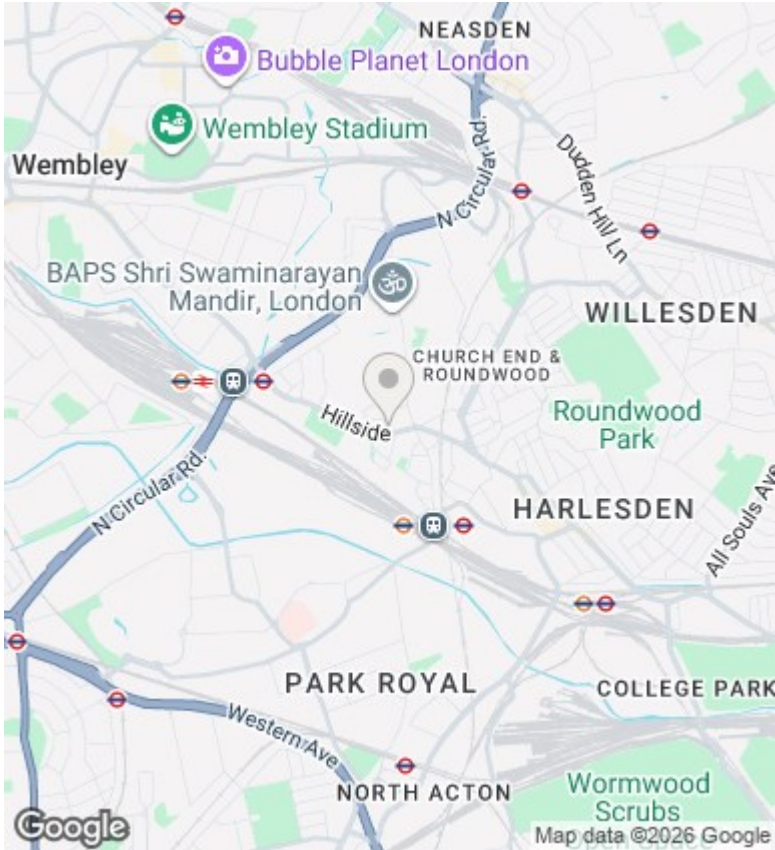 NEASDEN
Bubble Planet London
Wembley Stadium
Wembley
N Circular Rd.
Dudden Hill Ln
BAPS Shri Swaminarayan
Mandir, London
WILLESDEN
CHURCH END &
ROUNDWOOD
Hillside
Roundwood
Park
N Circular Rd.
HARLESDEN
All Souls Ave
PARK ROYAL
COLLEGE PARK
Western Ave
NORTH ACTON
Wormwood
Scrubs
Open Space
Google
Map data ©2026 Google